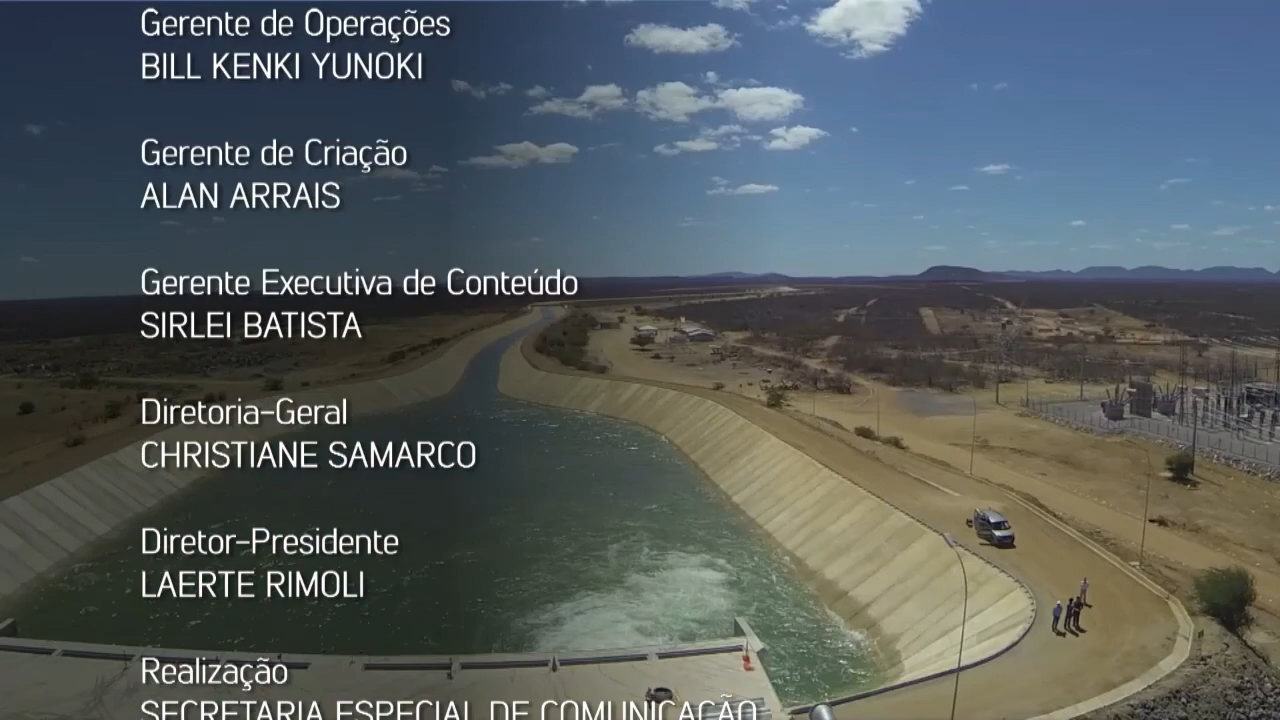 Gerente de Operações
BILL KENKI YUNOKI
Gerente de Criação
ALAN ARRAIS
Gerente Executiva de Conteúdo
SIRLEI BATISTA
Diretoria-Geral
CHRISTIANE SAMARCO
Diretor-Presidente
LAERTE RIMOLI
Realização
SECRETARIA ESPECIAL DE COMUNICAÇÃO